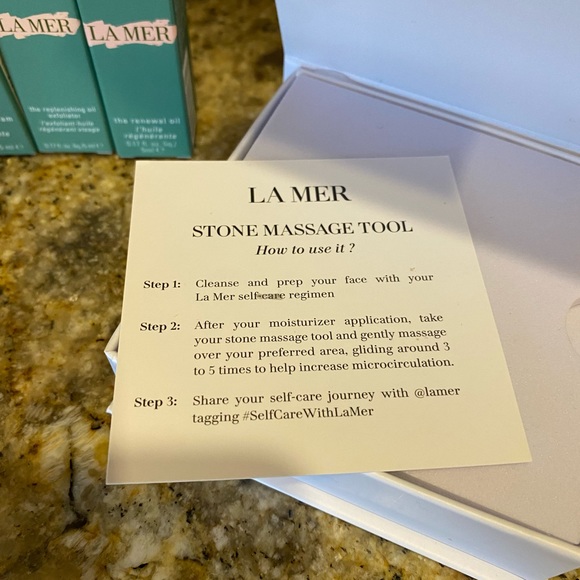 LA MER
LA MER
the replenishing oil
exfoliator
l'exfoliant-huile
régénérant visage
the renewal oil
l'huile
régénérante
LA MER
STONE MASSAGE TOOL
How to use it ?
Step 1: Cleanse and prep your face with your
La Mer self-care regimen
Step 2: After your moisturizer application, take
your stone massage tool and gently massage
over your preferred area, gliding around 3
to 5 times to help increase microcirculation.
Step 3: Share your self-care journey with @lamer
tagging #SelfCareWithLaMer